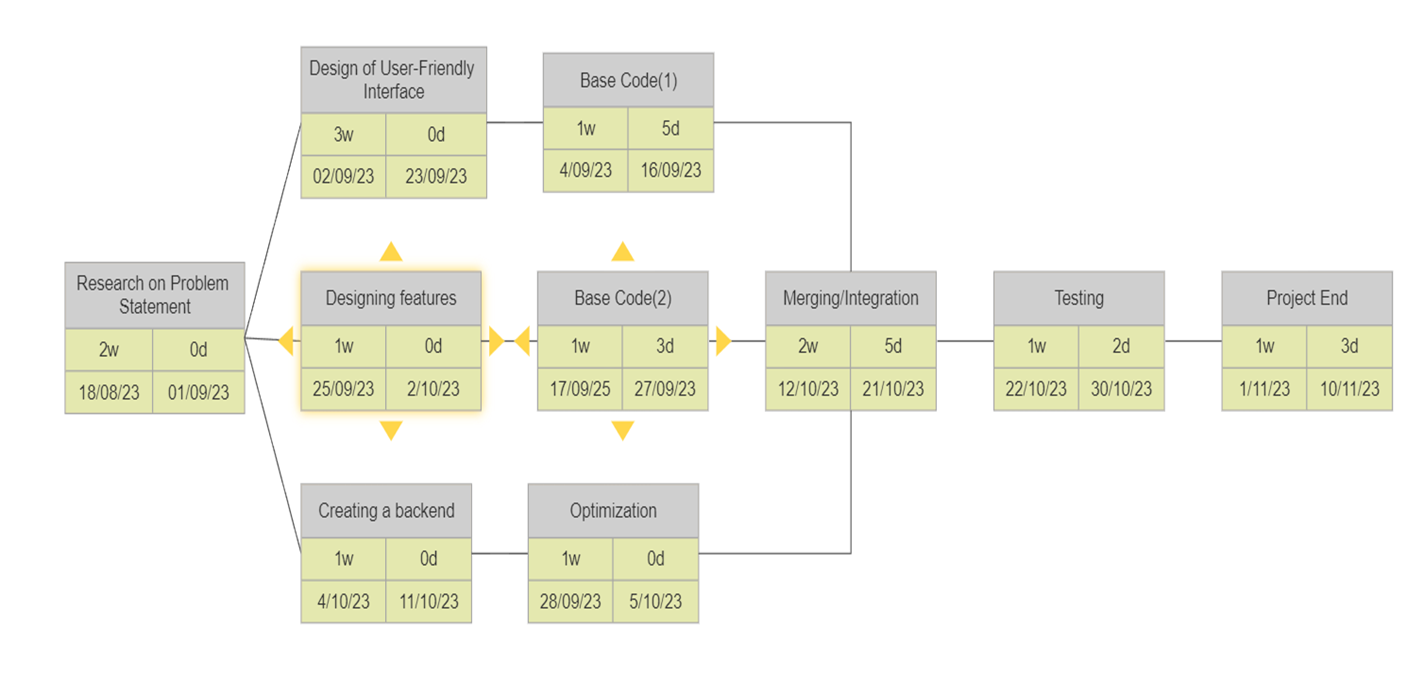 Design of User-Friendly
Interface
3w 0d
02/09/23 23/09/23
Base Code(1)
1w 5d
4/09/23 16/09/23
Research on Problem
Statement
2w 0d
18/08/23 01/09/23
Designing features
1w 0d
25/09/23 2/10/23
Base Code(2)
1w 3d
17/09/25 27/09/23
Merging/Integration
2w 5d
12/10/23 21/10/23
Testing
1w 2d
22/10/23 30/10/23
Project End
1w 3d
1/11/23 10/11/23
Creating a backend
1w 0d
4/10/23 11/10/23
Optimization
1w 0d
28/09/23 5/10/23